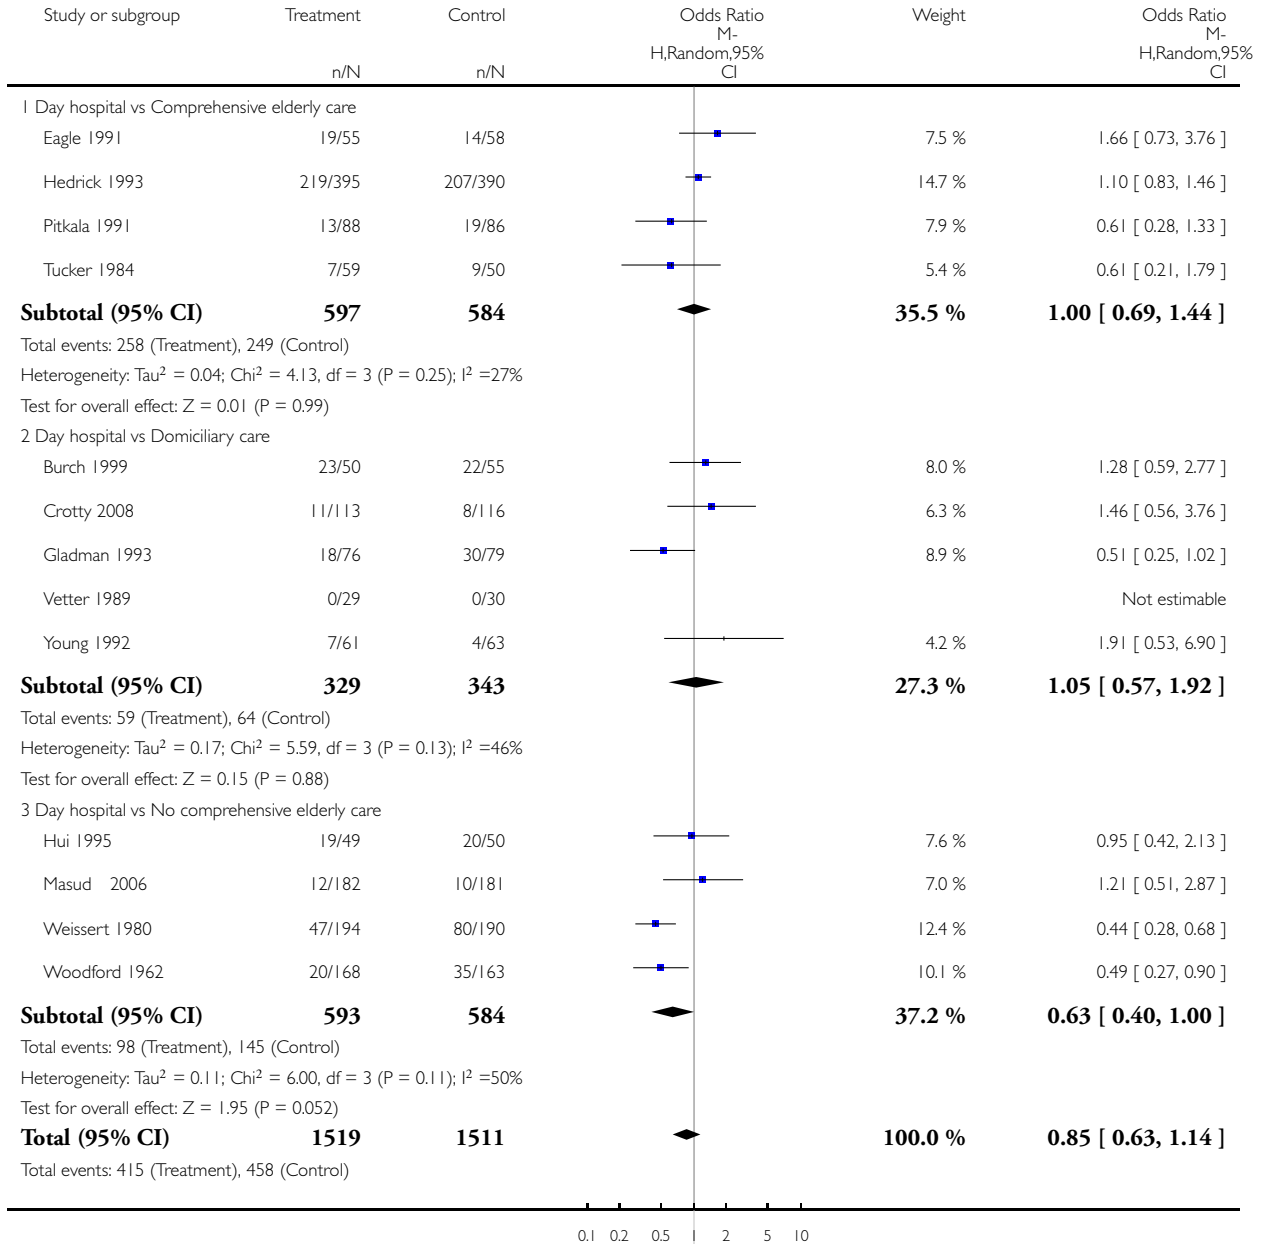 Study or subgroup Treatment Control Odds Ratio Weight Odds Ratio
M- M-
H,Random,95% H,Random,95%
n/N n/N CI CI
1 Day hospital vs Comprehensive elderly care
Eagle 1991 19/55 14/58 7.5 % 1.66 [ 0.73, 3.76 ]
Hedrick 1993 219/395 207/390 14.7 % 1.10 [ 0.83, 1.46 ]
Pitkala 1991 13/88 19/86 7.9 % 0.61 [ 0.28, 1.33 ]
Tucker 1984 7/59 9/50 5.4 % 0.61 [ 0.21, 1.79 ]
Subtotal (95% CI) 597 584 35.5 % 1.00 [ 0.69, 1.44 ]
Total events: 258 (Treatment), 249 (Control)
Heterogeneity: Tau² = 0.04; Chi² = 4.13, df = 3 (P = 0.25); I² =27%
Test for overall effect: Z = 0.01 (P = 0.99)
2 Day hospital vs Domiciliary care
Burch 1999 23/50 22/55 8.0 % 1.28 [ 0.59, 2.77 ]
Crotty 2008 11/113 8/116 6.3 % 1.46 [ 0.56, 3.76 ]
Gladman 1993 18/76 30/79 8.9 % 0.51 [ 0.25, 1.02 ]
Vetter 1989 0/29 0/30 Not estimable
Young 1992 7/61 4/63 4.2 % 1.91 [ 0.53, 6.90 ]
Subtotal (95% CI) 329 343 27.3 % 1.05 [ 0.57, 1.92 ]
Total events: 59 (Treatment), 64 (Control)
Heterogeneity: Tau² = 0.17; Chi² = 5.59, df = 3 (P = 0.13); I² =46%
Test for overall effect: Z = 0.15 (P = 0.88)
3 Day hospital vs No comprehensive elderly care
Hui 1995 19/49 20/50 7.6 % 0.95 [ 0.42, 2.13 ]
Masud 2006 12/182 10/181 7.0 % 1.21 [ 0.51, 2.87 ]
Weissert 1980 47/194 80/190 12.4 % 0.44 [ 0.28, 0.68 ]
Woodford 1962 20/168 35/163 10.1 % 0.49 [ 0.27, 0.90 ]
Subtotal (95% CI) 593 584 37.2 % 0.63 [ 0.40, 1.00 ]
Total events: 98 (Treatment), 145 (Control)
Heterogeneity: Tau² = 0.11; Chi² = 6.00, df = 3 (P = 0.11); I² =50%
Test for overall effect: Z = 1.95 (P = 0.052)
Total (95% CI) 1519 1511 100.0 % 0.85 [ 0.63, 1.14 ]
Total events: 415 (Treatment), 458 (Control)
0.1 0.2 0.5 1 2 5 10